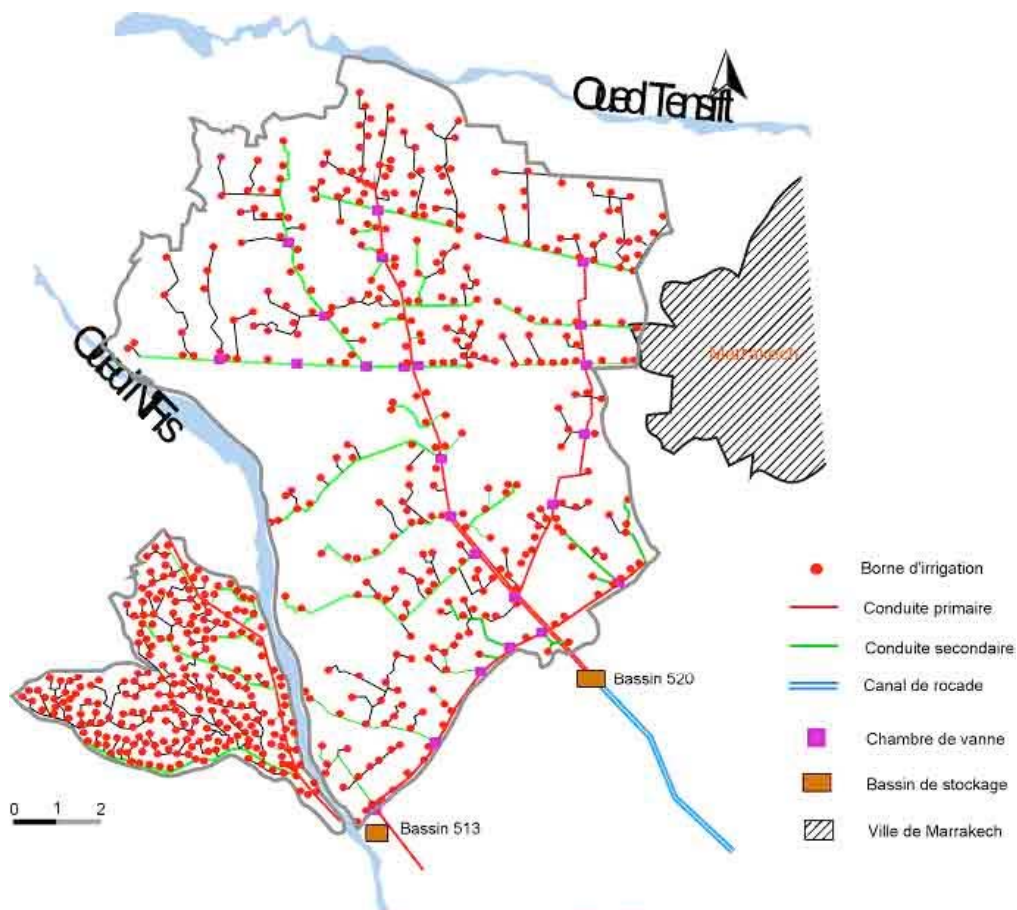 Oued Tensift
Oued N'Fis
Marrakech
Borne d'irrigation
Conduite primaire
Conduite secondaire
Canal de rocade
Bassin 520
Chambre de vanne
Bassin de stockage
Ville de Marrakech
0 1 2
Bassin 513